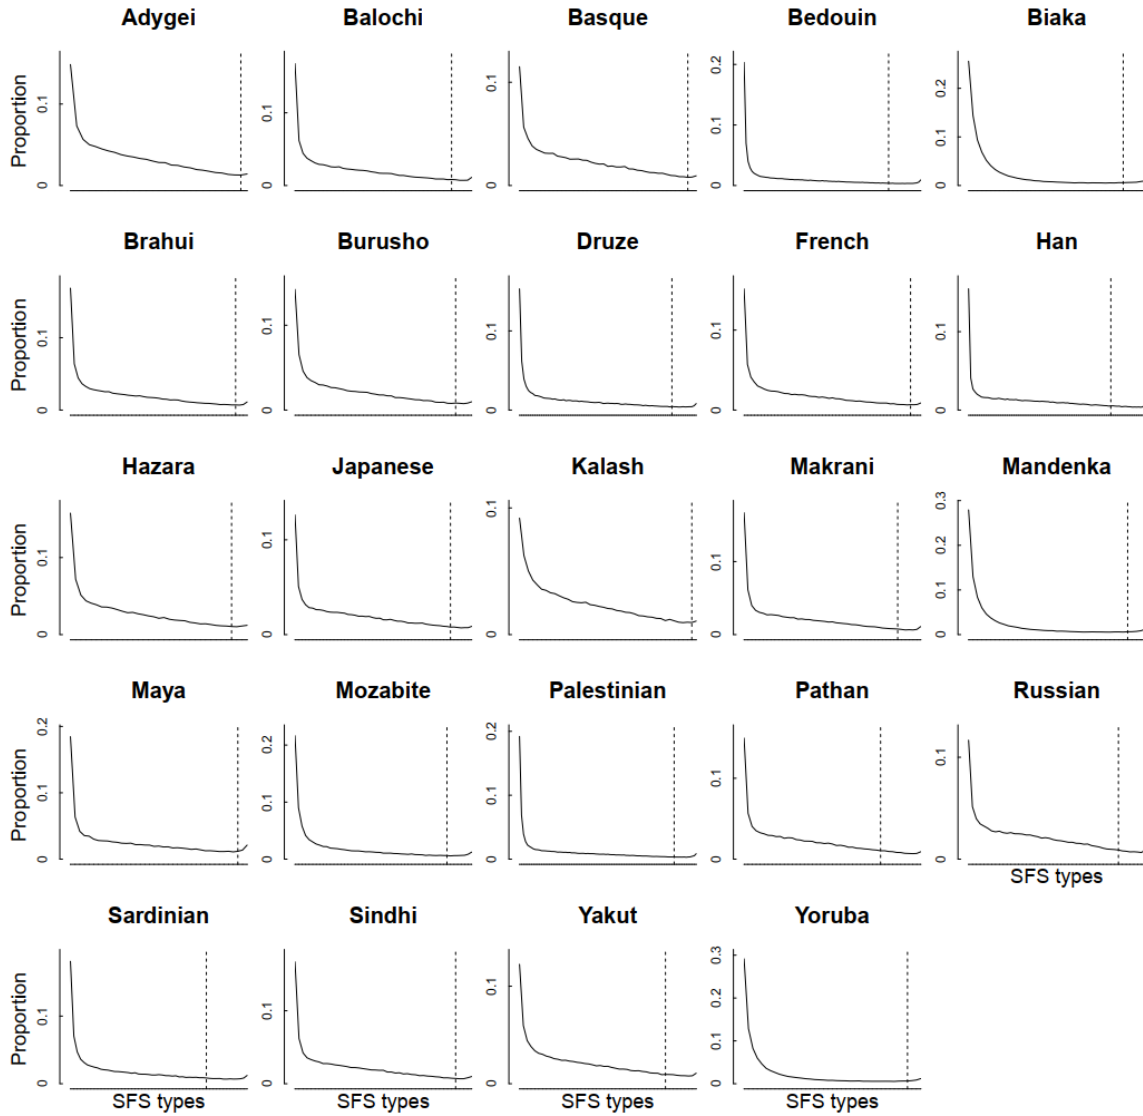 Adygei Balochi Basque Bedouin Biaka
Proportion 0 0.1 0 0.1 0 0.1 0 0.1 0.2 0 0.1 0.2
Brahui Burusho Druze French Han
Proportion 0 0.1 0 0.1 0 0.1 0 0.1 0 0.1
Hazara Japanese Kalash Makrani Mandenka
Proportion 0 0.1 0 0.1 0 0.1 0 0.1 0 0.1 0.2 0.3
Maya Mozabite Palestinian Pathan Russian
Proportion 0 0.1 0.2 0 0.1 0.2 0 0.1 0.2 0 0.1 0 0.1
SFS types
Sardinian Sindhi Yakut Yoruba
Proportion 0 0.1 0 0.1 0 0.1 0 0.1 0.2 0.3
SFS types SFS types SFS types SFS types